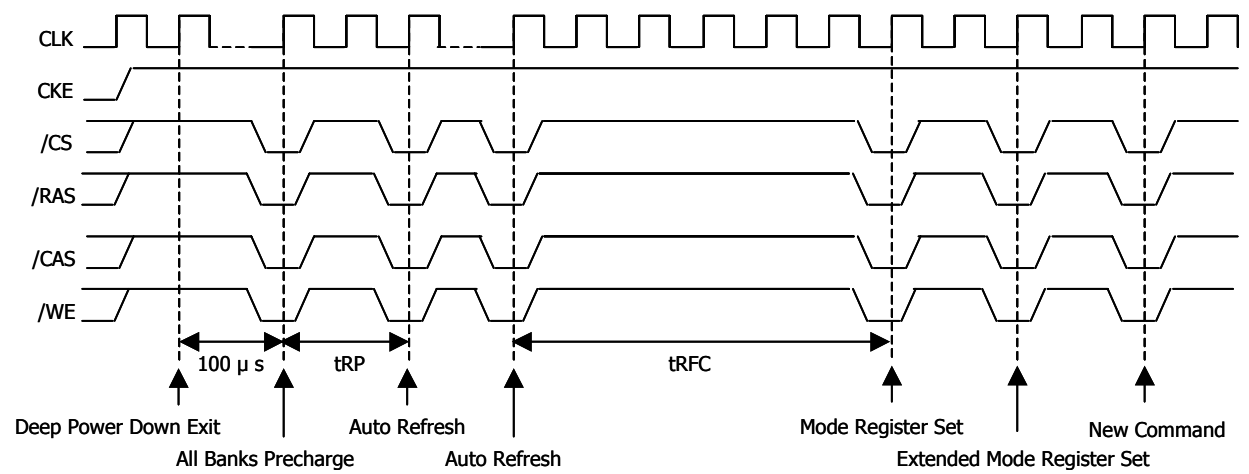 CLK
CKE
/CS
/RAS
/CAS
/WE
100 μ s
tRP
tRFC
Deep Power Down Exit
Auto Refresh
Mode Register Set
New Command
All Banks Precharge
Auto Refresh
Extended Mode Register Set